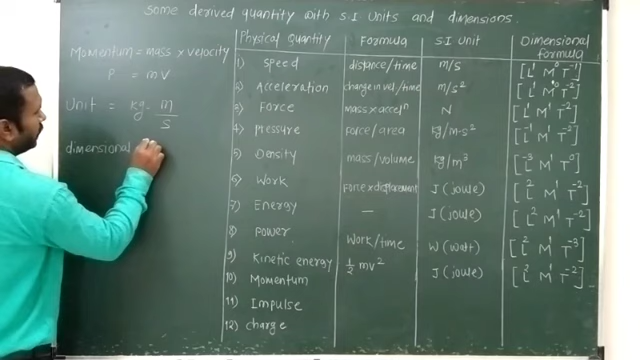 Some derived quantity with S.I Units and dimensions.
Momentum = mass x velocity
P = mv
Unit = kg. m/s
dimensional
Physical Quantity Formula S.I Unit Dimensional formula
1) Speed distance/time m/s [L¹ M⁰ T⁻¹]
2) Acceleration change in vel/time m/s² [L¹ M⁰ T⁻²]
3) Force mass x accelⁿ N [L¹ M¹ T⁻²]
4) Pressure Force/area kg/m-s² [L⁻¹ M¹ T⁻²]
5) Density mass/volume kg/m³ [L⁻³ M¹ T⁰]
6) Work Force x displacement J (joule) [L² M¹ T⁻²]
7) Energy — J (joule) [L² M¹ T⁻²]
8) Power Work/time W (watt) [L² M¹ T⁻³]
9) Kinetic energy ½ mv² J (joule) [L² M¹ T⁻²]
10) Momentum
11) Impulse
12) charge